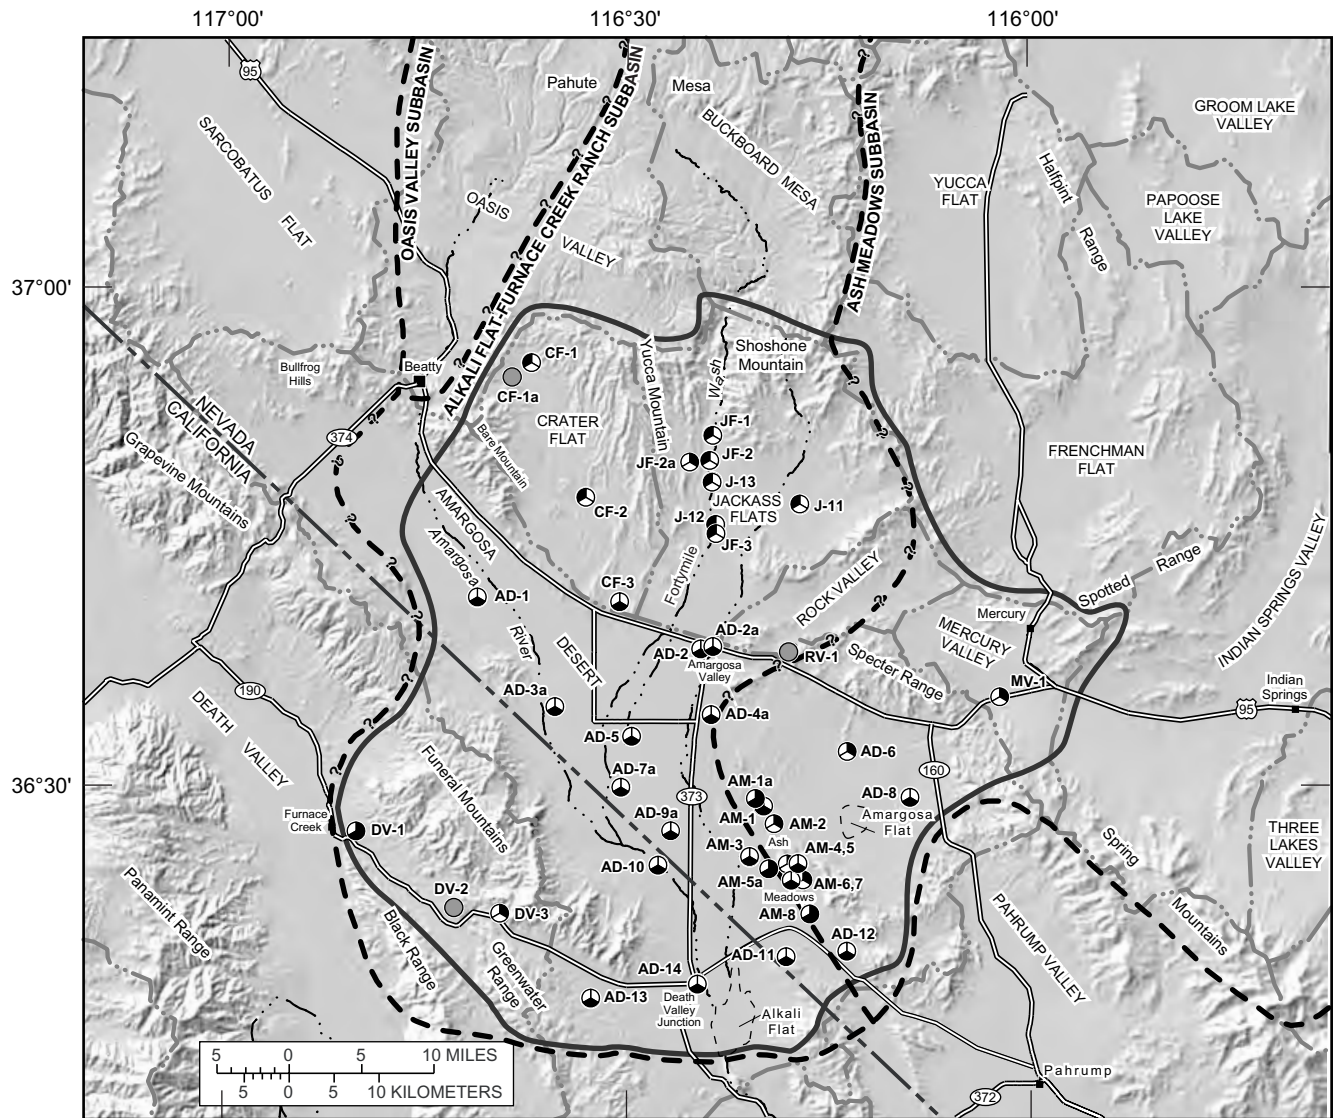 117°00'
116°30'
116°00'
37°00'
36°30'
95
OASIS VALLEY SUBBASIN
ALKALI FLAT-FURNACE CREEK RANCH SUBBASIN
ASH MEADOWS SUBBASIN
Pahute Mesa
BUCKBOARD MESA
GROOM LAKE
VALLEY
SARCOBATUS FLAT
OASIS
VALLEY
YUCCA
FLAT
Halfpint
Range
PAPOOSE
LAKE
VALLEY
Shoshone
Mountain
Yucca Mountain
Wash
Bullfrog
Hills
Beatty
CF-1
CF-1a
CRATER
FLAT
Bare Mountain
NEVADA
CALIFORNIA
374
Grapevine Mountains
JF-1
JF-2a
JF-2
J-13
JACKASS
FLATS
J-11
J-12
JF-3
CF-2
FRENCHMAN
FLAT
AMARGOSA
Amargosa
CF-3
Fortymile
ROCK VALLEY
Spotted Range
INDIAN SPRINGS VALLEY
AD-1
River
DESERT
AD-2a
AD-2
Amargosa
Valley
RV-1
Mercury
MERCURY
VALLEY
Specter Range
MV-1
Indian
Springs
95
190
DEATH VALLEY
AD-3a
AD-4a
AD-5
AD-6
Funeral Mountains
AD-7a
373
AM-1a
160
AD-8
Amargosa
Flat
Furnace
Creek
DV-1
AD-9a
AM-1
AM-2
Ash
AM-3
AM-4,5
AD-10
AM-5a
AM-6,7
Meadows
Spring
Mountains
THREE
LAKES
VALLEY
Panamint Range
DV-2
DV-3
AM-8
AD-12
AD-11
PAHRUMP VALLEY
Black Range
Greenwater
Range
AD-14
AD-13
Death
Valley
Junction
Alkali
Flat
5 0 5 10 MILES
5 0 5 10 KILOMETERS
Pahrump
372